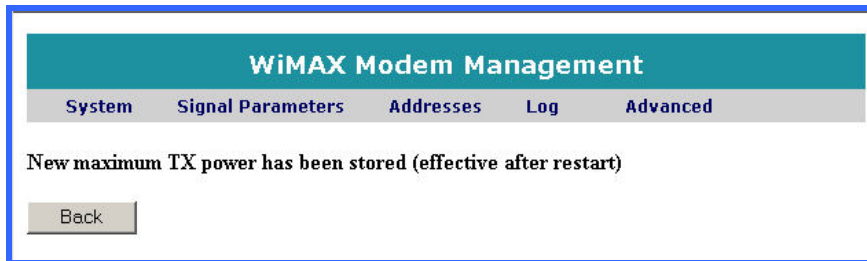 WiMAX Modem Management
System Signal Parameters Addresses Log Advanced
New maximum TX power has been stored (effective after restart)
Back